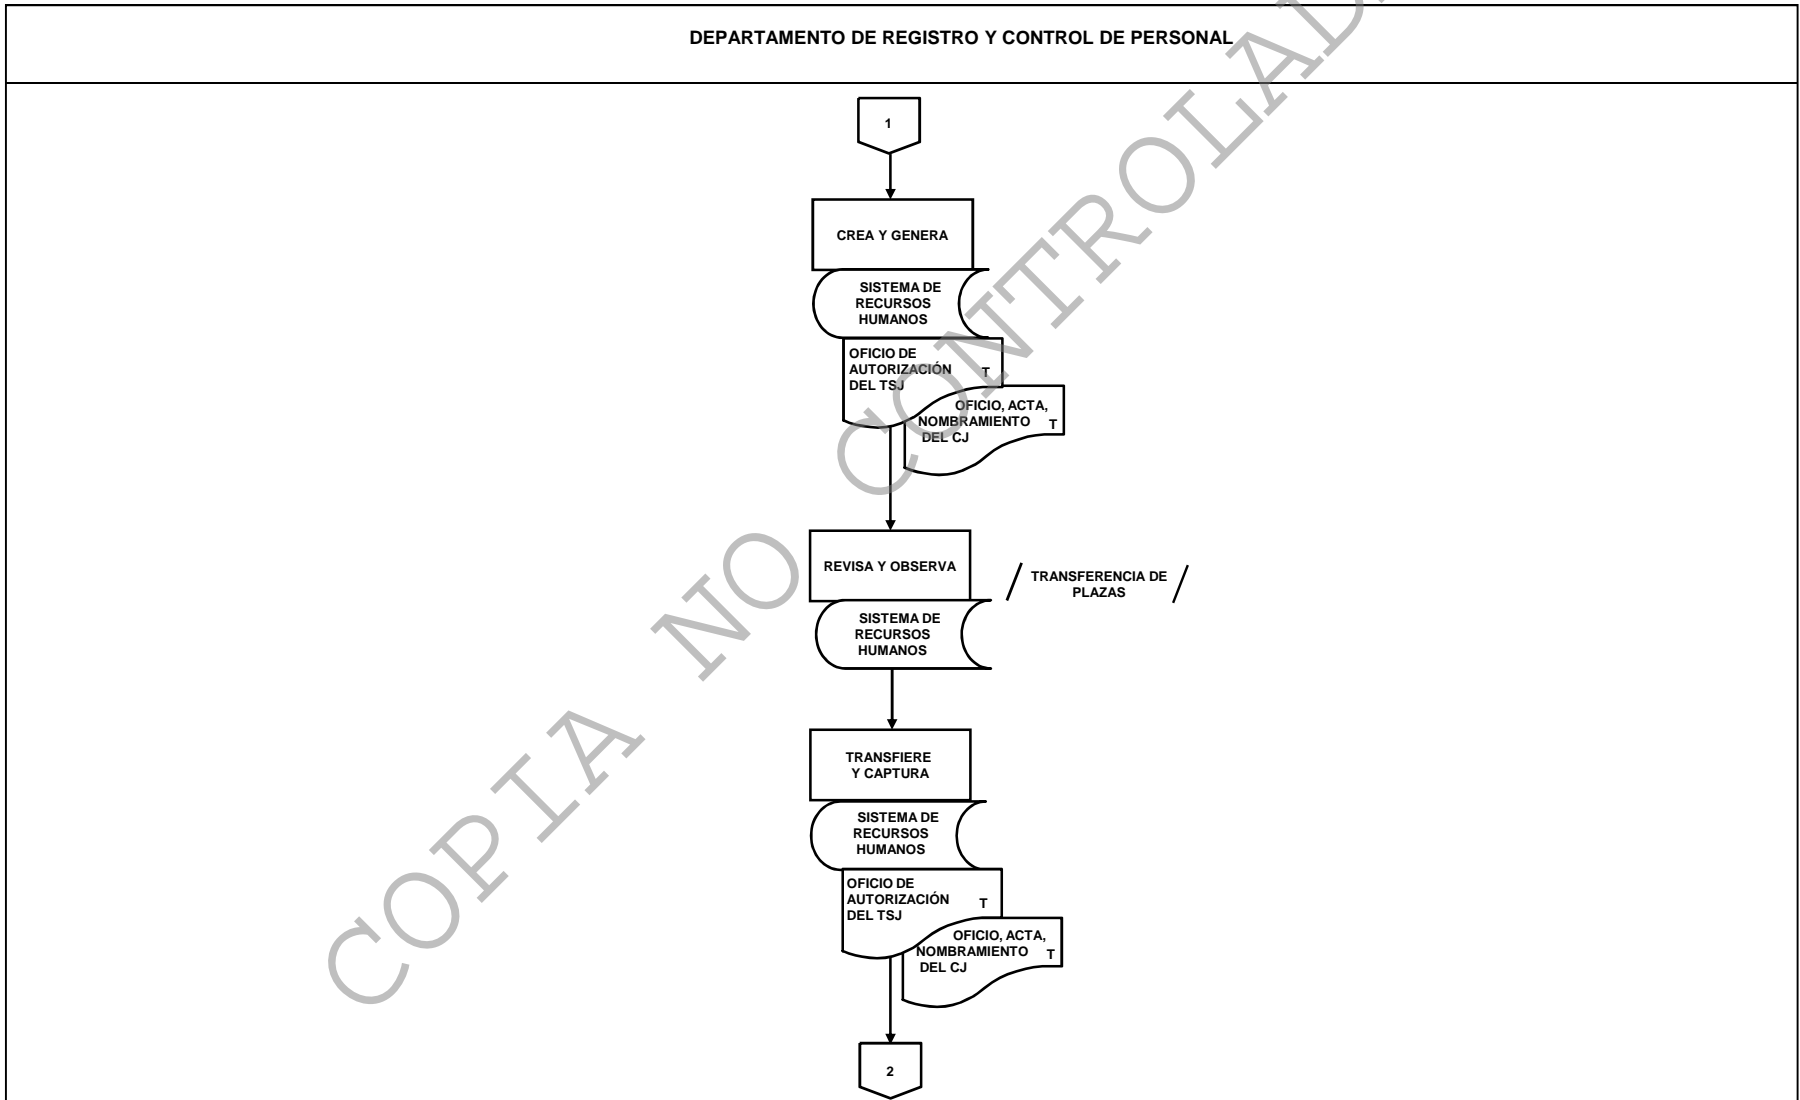 DEPARTAMENTO DE REGISTRO Y CONTROL DE PERSONAL
1
CREA Y GENERA
SISTEMA DE
RECURSOS
HUMANOS
OFICIO DE
AUTORIZACIÓN T
DEL TSJ
OFICIO, ACTA,
NOMBRAMIENTO T
DEL CJ
REVISA Y OBSERVA
/ TRANSFERENCIA DE /
PLAZAS
SISTEMA DE
RECURSOS
HUMANOS
TRANSFIERE
Y CAPTURA
SISTEMA DE
RECURSOS
HUMANOS
OFICIO DE
AUTORIZACIÓN T
DEL TSJ
OFICIO, ACTA,
NOMBRAMIENTO T
DEL CJ
2
COPIA NO CONTROLAD